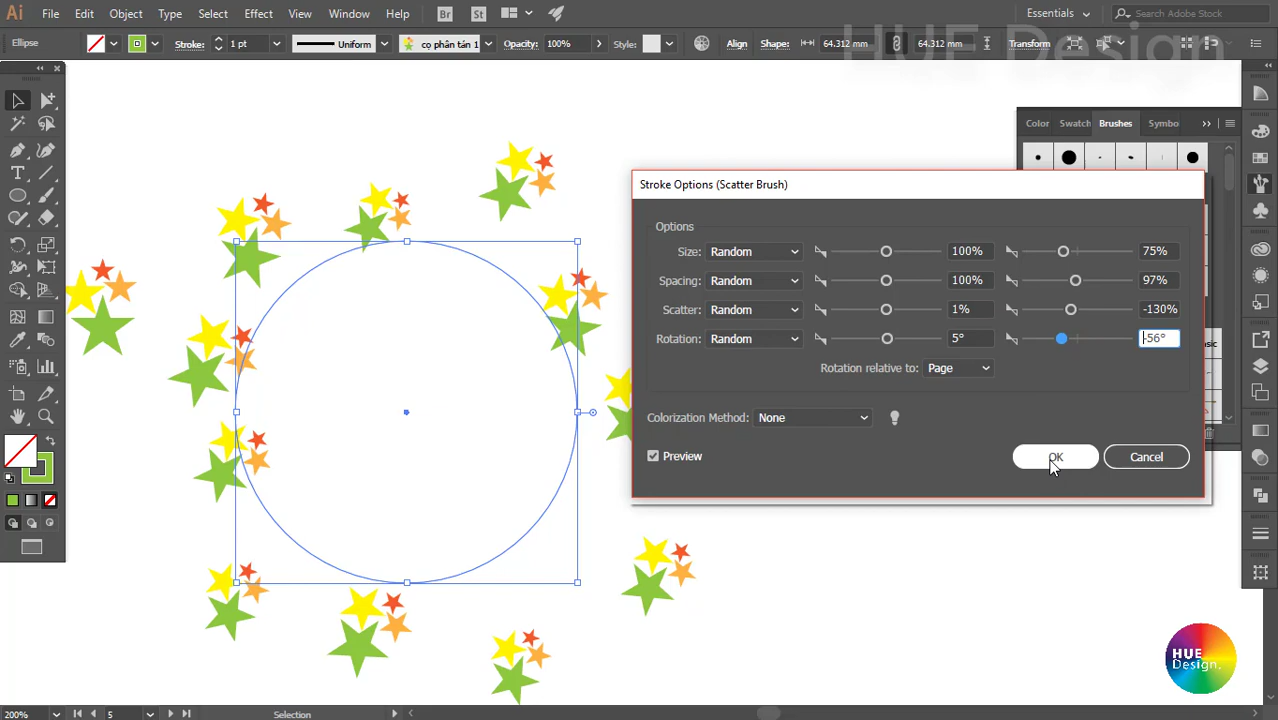 Ai File Edit Object Type Select Effect View Window Help Br St Essentials Search Adobe Stock
Ellipse Stroke: 1 pt Uniform cọ phân tán 1 Opacity: 100% Style: Align Shape: 64.312 mm 64.312 mm Transform
HUE Design
Color Swatch Brushes Symbo
Stroke Options (Scatter Brush)
Options
Size: Random 100% 75%
Spacing: Random 100% 97%
Scatter: Random 1% -130%
Rotation: Random 5° -56°
Rotation relative to: Page
Colorization Method: None
Preview OK Cancel
HUE
Design.
200% 5 Selection